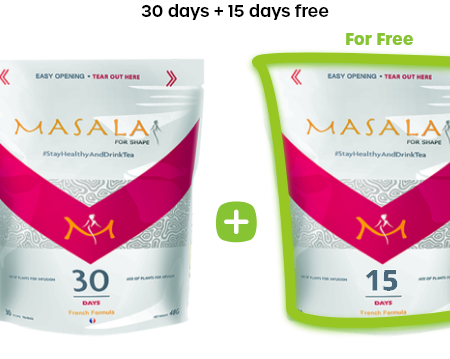 30 days + 15 days free
For Free
EASY OPENING • TEAR OUT HERE
MASALA
FOR SHAPE
#StayHealthyAndDrinkTea
M
30
DAYS
French Formula
+
EASY OPENING • TEAR OUT HERE
MASALA
FOR SHAPE
#StayHealthyAndDrinkTea
M
15
DAYS
French Formula